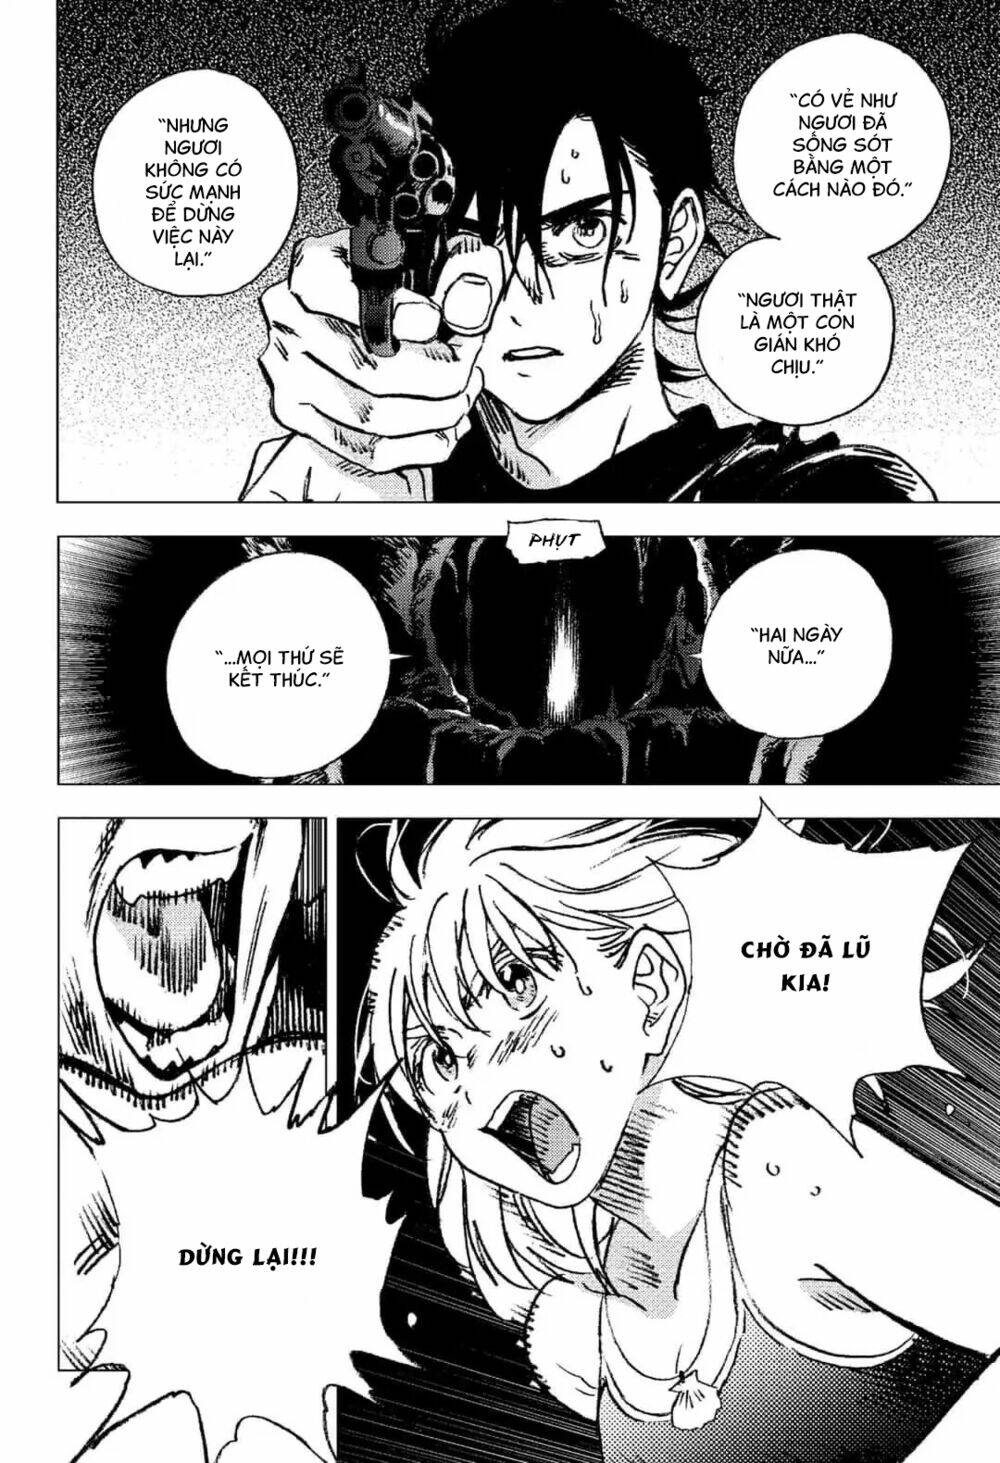 “CÓ VẺ NHƯ
NGƯƠI ĐÃ
SỐNG SÓT
BẰNG MỘT
CÁCH NÀO ĐÓ.”
“NGƯƠI THẬT
LÀ MỘT CON
GIÁN KHÓ
CHỊU.”
“NHƯNG
NGƯƠI
KHÔNG CÓ
SỨC MẠNH
ĐỂ DỪNG
VIỆC NÀY
LẠI.”
PHỤT
“HAI NGÀY
NỮA...”
“...MỌI THỨ SẼ
KẾT THÚC.”
CHỜ ĐÃ LŨ
KIA!
DỪNG LẠI!!!